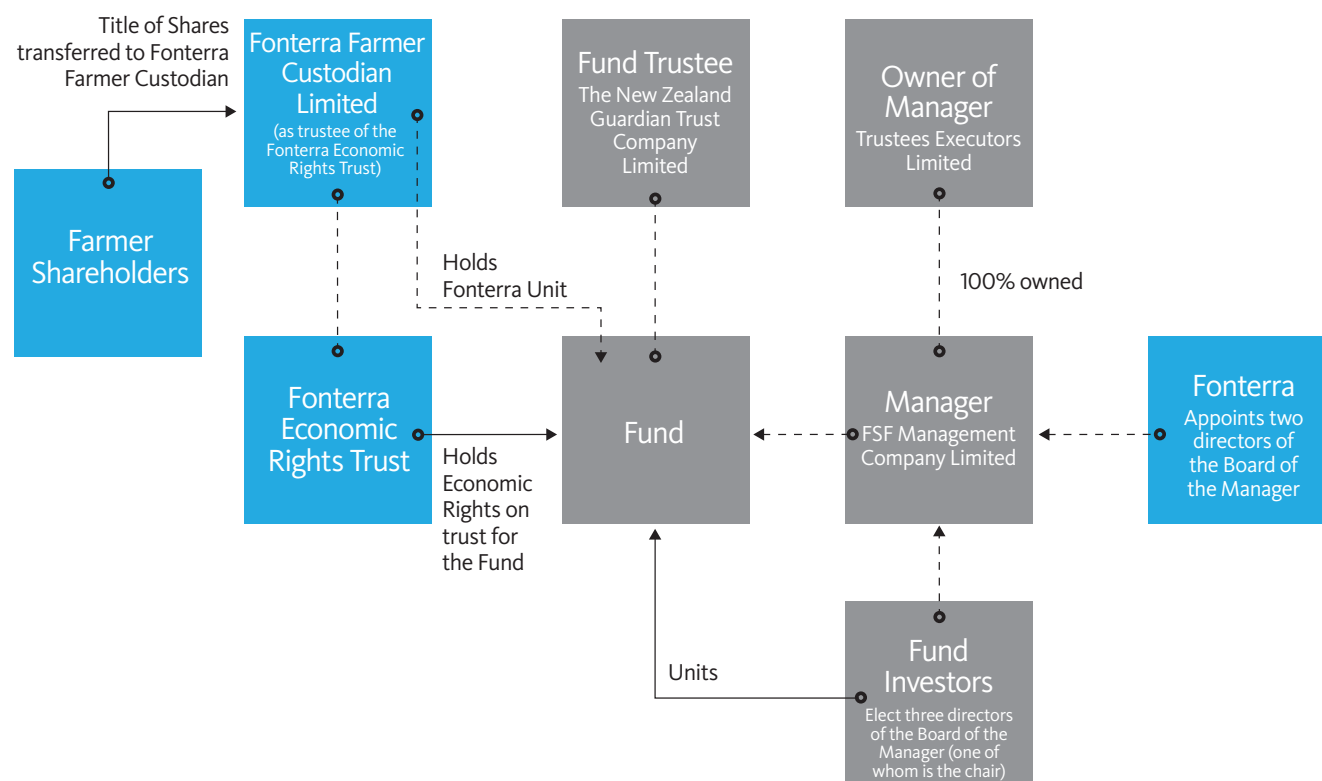 Title of Shares
transferred to Fonterra
Farmer Custodian
Fonterra Farmer
Custodian
Limited
(as trustee of the
Fonterra Economic
Rights Trust)
Fund Trustee
The New Zealand
Guardian Trust
Company
Limited
Owner of
Manager
Trustees Executors
Limited
Farmer
Shareholders
Holds
Fonterra Unit
100% owned
Fonterra
Economic
Rights Trust
Holds
Economic
Rights on
trust for
the Fund
Fund
Manager
FSF Management
Company Limited
Fonterra
Appoints two
directors of
the Board of
the Manager
Units
Fund
Investors
Elect three directors
of the Board of the
Manager (one of
whom is the chair)